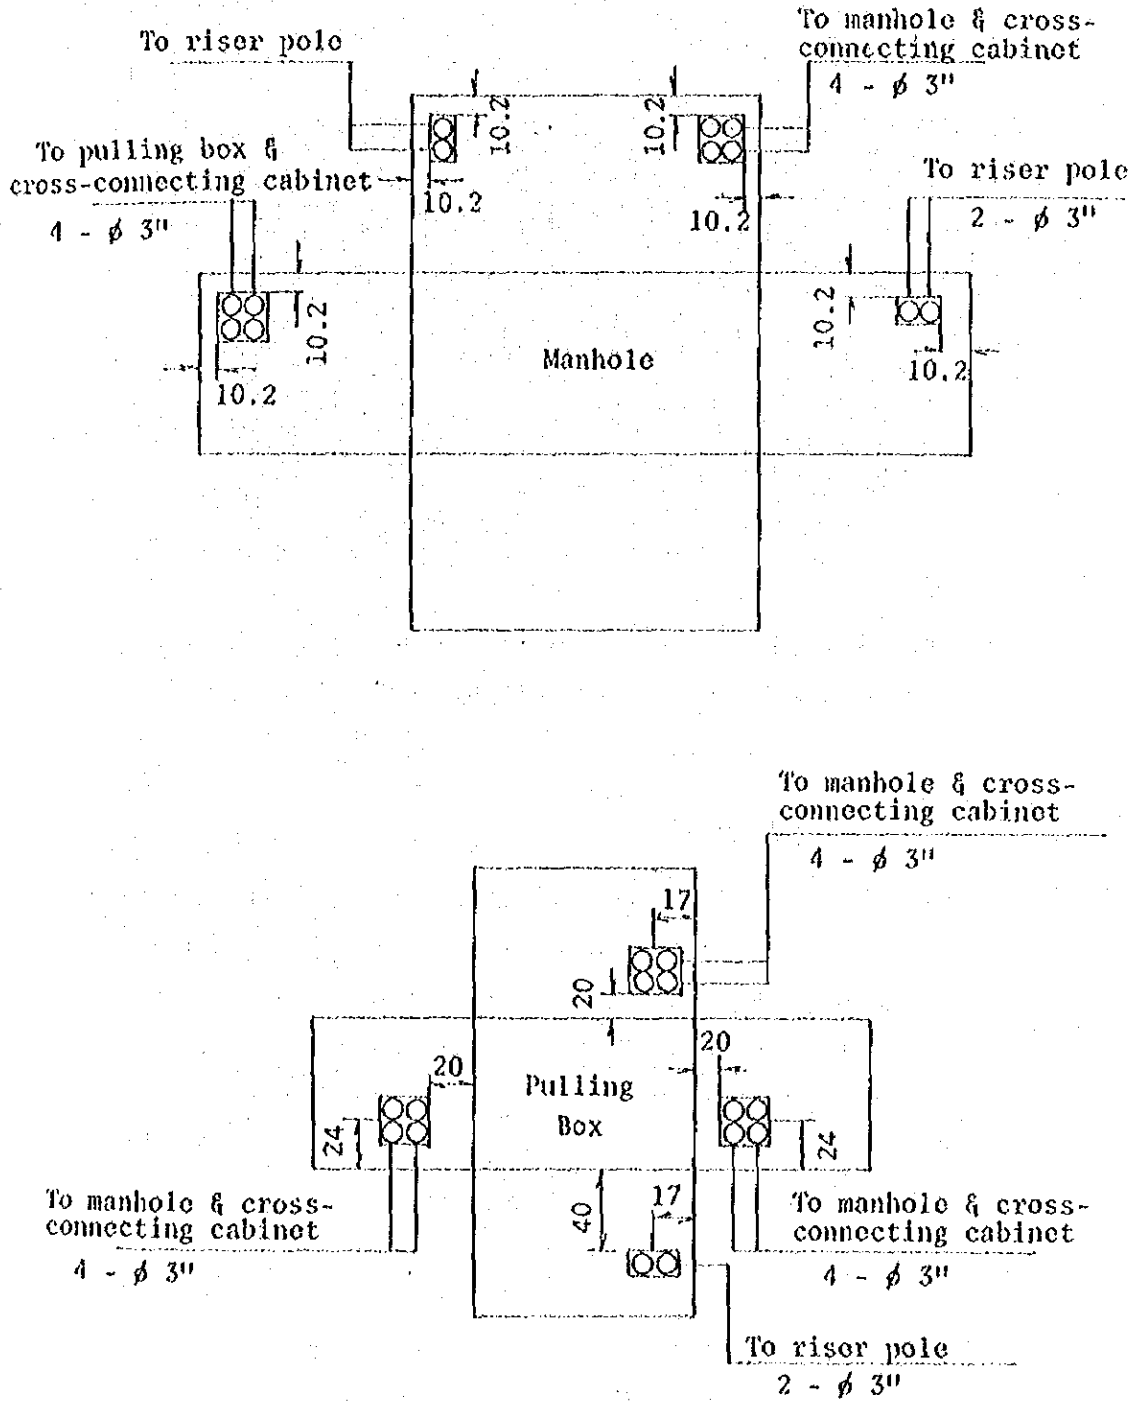 To riser pole
To manhole & cross-
connecting cabinet
4 - ϕ 3"
10.2
10.2
To pulling box &
cross-connecting cabinet
4 - ϕ 3"
10.2
10.2
To riser pole
2 - ϕ 3"
10.2
10.2
Manhole
10.2
10.2
To manhole & cross-
connecting cabinet
4 - ϕ 3"
17
20
20
20
Pulling
Box
24
24
To manhole & cross-
connecting cabinet
4 - ϕ 3"
40
17
To manhole & cross-
connecting cabinet
4 - ϕ 3"
To riser pole
2 - ϕ 3"